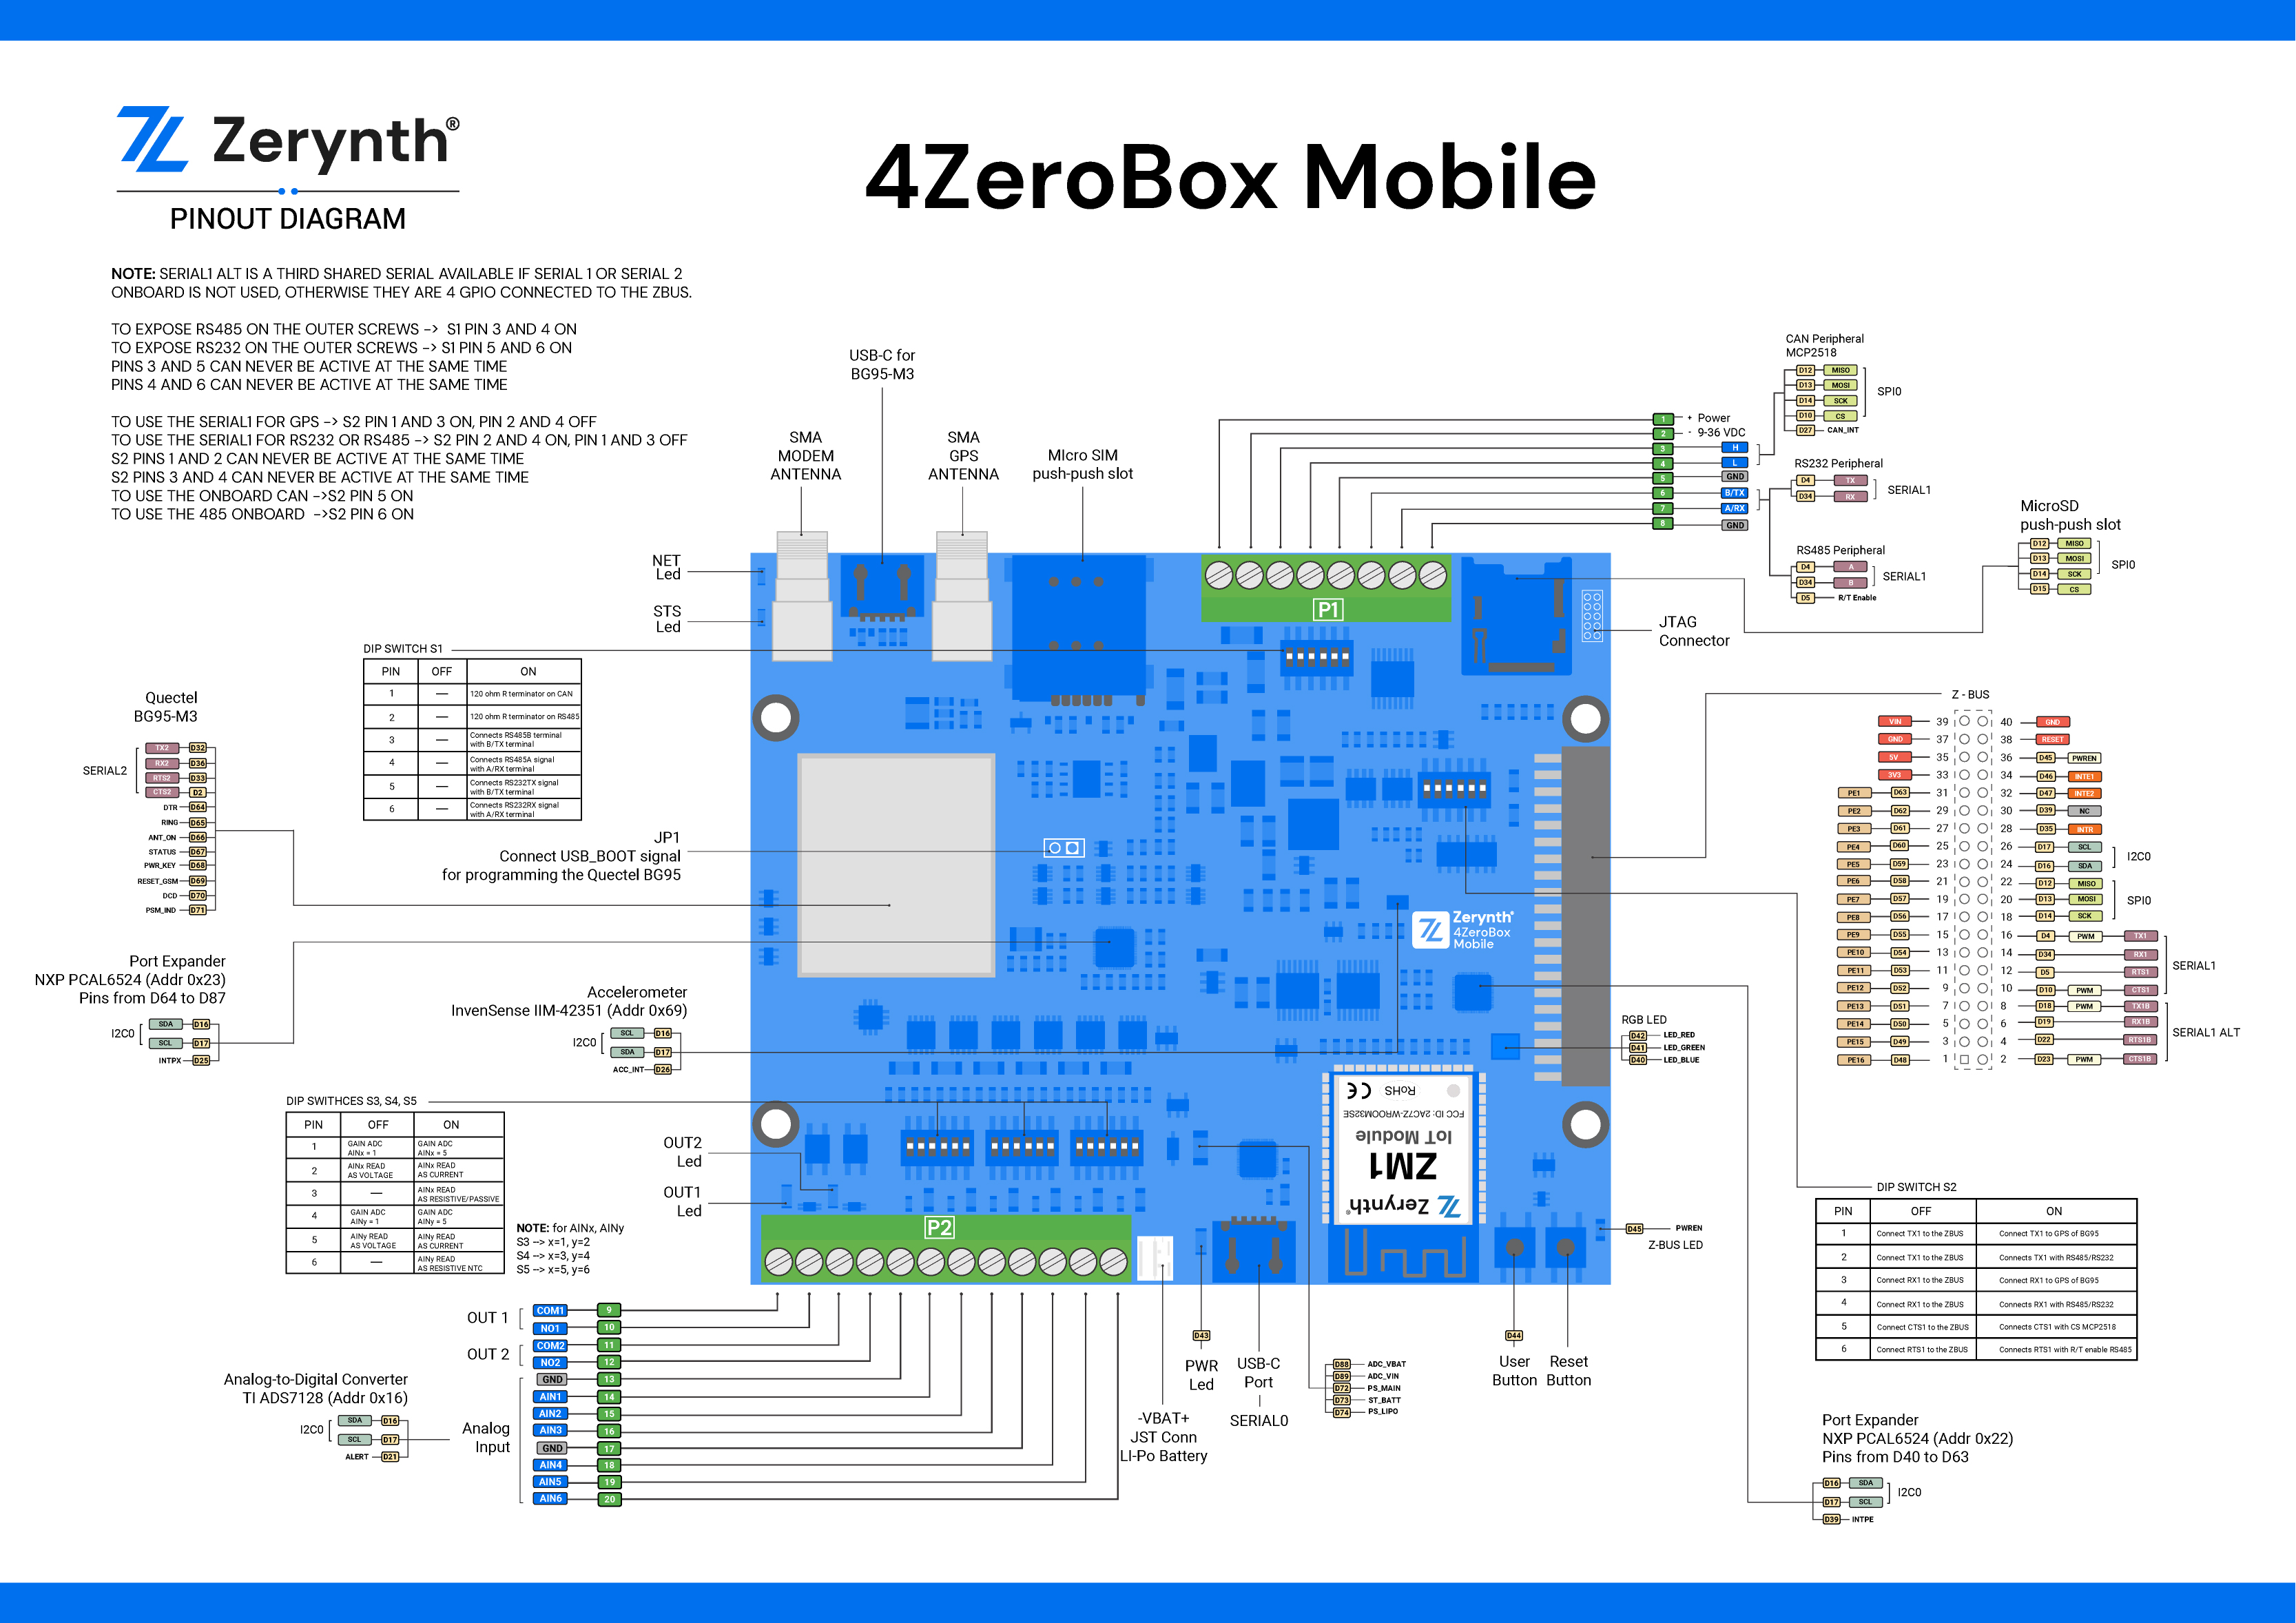 Zerynth®
PINOUT DIAGRAM
4ZeroBox Mobile
NOTE: SERIAL1 ALT IS A THIRD SHARED SERIAL AVAILABLE IF SERIAL 1 OR SERIAL 2
ONBOARD IS NOT USED, OTHERWISE THEY ARE 4 GPIO CONNECTED TO THE ZBUS.
TO EXPOSE RS485 ON THE OUTER SCREWS -> S1 PIN 3 AND 4 ON
TO EXPOSE RS232 ON THE OUTER SCREWS -> S1 PIN 5 AND 6 ON
PINS 3 AND 5 CAN NEVER BE ACTIVE AT THE SAME TIME
PINS 4 AND 6 CAN NEVER BE ACTIVE AT THE SAME TIME
TO USE THE SERIAL1 FOR GPS -> S2 PIN 1 AND 3 ON, PIN 2 AND 4 OFF
TO USE THE SERIAL1 FOR RS232 OR RS485 -> S2 PIN 2 AND 4 ON, PIN 1 AND 3 OFF
S2 PINS 1 AND 2 CAN NEVER BE ACTIVE AT THE SAME TIME
S2 PINS 3 AND 4 CAN NEVER BE ACTIVE AT THE SAME TIME
TO USE THE ONBOARD CAN ->S2 PIN 5 ON
TO USE THE 485 ONBOARD ->S2 PIN 6 ON
USB-C for
BG95-M3
SMA
MODEM
ANTENNA
SMA
GPS
ANTENNA
MIcro SIM
push-push slot
NET
Led
STS
Led
1 + Power
2 - 9-36 VDC
3 H
4 L
5 GND
6 B/TX
7 A/RX
8 GND
CAN Peripheral
MCP2518
D12 MISO
D13 MOSI
D14 SCK
D10 CS
D27 CAN_INT
SPI0
RS232 Peripheral
D4 TX
D34 RX
SERIAL1
RS485 Peripheral
D4 A
D34 B
D5 R/T Enable
SERIAL1
MicroSD
push-push slot
D12 MISO
D13 MOSI
D14 SCK
D15 CS
SPI0
P1
JTAG
Connector
DIP SWITCH S1
PIN OFF ON
1 — 120 ohm R terminator on CAN
2 — 120 ohm R terminator on RS485
3 — Connects RS485B terminal
with B/TX terminal
4 — Connects RS485A signal
with A/RX terminal
5 — Connects RS232TX signal
with B/TX terminal
6 — Connects RS232RX signal
with A/RX terminal
Quectel
BG95-M3
SERIAL2
TX2 D32
RX2 D36
RTS2 D33
CTS2 D2
DTR D64
RING D65
ANT_ON D66
STATUS D67
PWR_KEY D68
RESET_GSM D69
DCD D70
PSM_IND D71
JP1
Connect USB_BOOT signal
for programming the Quectel BG95
Zerynth®
4ZeroBox
Mobile
Z - BUS
VIN 39 40 GND
GND 37 38 RESET
5V 35 36 D45 PWREN
3V3 33 34 D46 INTE1
PE1 D63 31 32 D47 INTE2
PE2 D62 29 30 D39 NC
PE3 D61 27 28 D35 INTR
PE4 D60 25 26 D17 SCL
PE5 D59 23 24 D16 SDA
I2C0
PE6 D58 21 22 D12 MISO
PE7 D57 19 20 D13 MOSI
PE8 D56 17 18 D14 SCK
SPI0
PE9 D55 15 16 D4 PWM TX1
PE10 D54 13 14 D34 RX1
PE11 D53 11 12 D5 RTS1
PE12 D52 9 10 D10 PWM CTS1
SERIAL1
PE13 D51 7 8 D18 PWM TX1B
PE14 D50 5 6 D19 RX1B
PE15 D49 3 4 D22 RTS1B
PE16 D48 1 2 D23 PWM CTS1B
SERIAL1 ALT
Port Expander
NXP PCAL6524 (Addr 0x23)
Pins from D64 to D87
I2C0
SDA D16
SCL D17
INTPX D25
Accelerometer
InvenSense IIM-42351 (Addr 0x69)
I2C0
SCL D16
SDA D17
ACC_INT D26
RGB LED
D42 LED_RED
D41 LED_GREEN
D40 LED_BLUE
DIP SWITHCES S3, S4, S5
PIN OFF ON
1 GAIN ADC AINx = 1 GAIN ADC AINx = 5
2 AINx READ AS VOLTAGE AINx READ AS CURRENT
3 — AINx READ AS RESISTIVE/PASSIVE
4 GAIN ADC AINy = 1 GAIN ADC AINy = 5
5 AINy READ AS VOLTAGE AINy READ AS CURRENT
6 — AINy READ AS RESISTIVE NTC
NOTE: for AINx, AINy
S3 --> x=1, y=2
S4 --> x=3, y=4
S5 --> x=5, y=6
OUT2
Led
OUT1
Led
P2
CE RoHS
FCC ID: 2AC7Z-WROOM32SE
IoT Module
ZM1
Zerynth®
D45 PWREN
Z-BUS LED
DIP SWITCH S2
PIN OFF ON
1 Connect TX1 to the ZBUS Connect TX1 to GPS of BG95
2 Connect TX1 to the ZBUS Connects TX1 with RS485/RS232
3 Connect RX1 to the ZBUS Connect RX1 to GPS of BG95
4 Connect RX1 to the ZBUS Connects RX1 with RS485/RS232
5 Connect CTS1 to the ZBUS Connects CTS1 with CS MCP2518
6 Connect RTS1 to the ZBUS Connects RTS1 with R/T enable RS485
OUT 1
COM1 9
NO1 10
OUT 2
COM2 11
NO2 12
Analog
Input
GND 13
AIN1 14
AIN2 15
AIN3 16
GND 17
AIN4 18
AIN5 19
AIN6 20
Analog-to-Digital Converter
TI ADS7128 (Addr 0x16)
I2C0
SDA D16
SCL D17
ALERT D21
-VBAT+
JST Conn
LI-Po Battery
D43
PWR
Led
USB-C
Port
SERIAL0
D88 ADC_VBAT
D89 ADC_VIN
D72 PS_MAIN
D73 ST_BATT
D74 PS_LIPO
D44
User
Button
Reset
Button
Port Expander
NXP PCAL6524 (Addr 0x22)
Pins from D40 to D63
D16 SDA
D17 SCL
D39 INTPE
I2C0